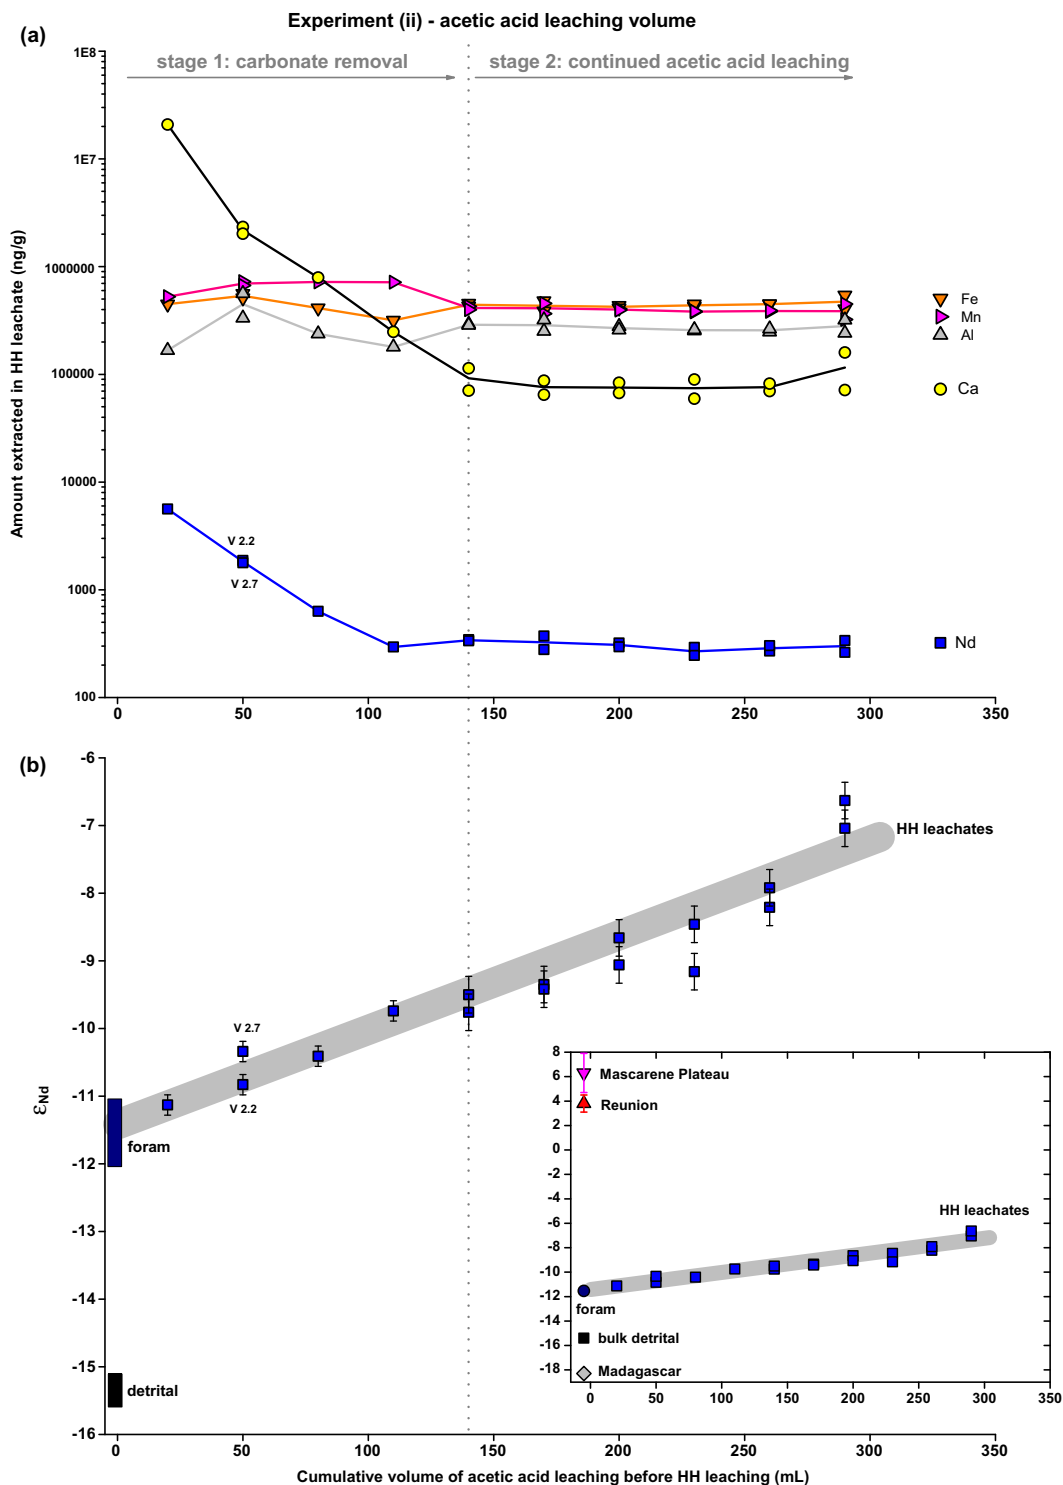 Experiment (ii) - acetic acid leaching volume
(a)
stage 1: carbonate removal
stage 2: continued acetic acid leaching
Amount extracted in HH leachate (ng/g)
1E8
1E7
1000000
100000
10000
1000
100
Fe
Mn
Al
Ca
Nd
V 2.2
V 2.7
0 50 100 150 200 250 300 350
(b)
εNd
-6
-7
-8
-9
-10
-11
-12
-13
-14
-15
-16
HH leachates
V 2.7
V 2.2
foram
detrital
8
6
4
2
0
-2
-4
-6
-8
-10
-12
-14
-16
-18
Mascarene Plateau
Reunion
HH leachates
foram
bulk detrital
Madagascar
0 50 100 150 200 250 300 350
0 50 100 150 200 250 300 350
Cumulative volume of acetic acid leaching before HH leaching (mL)